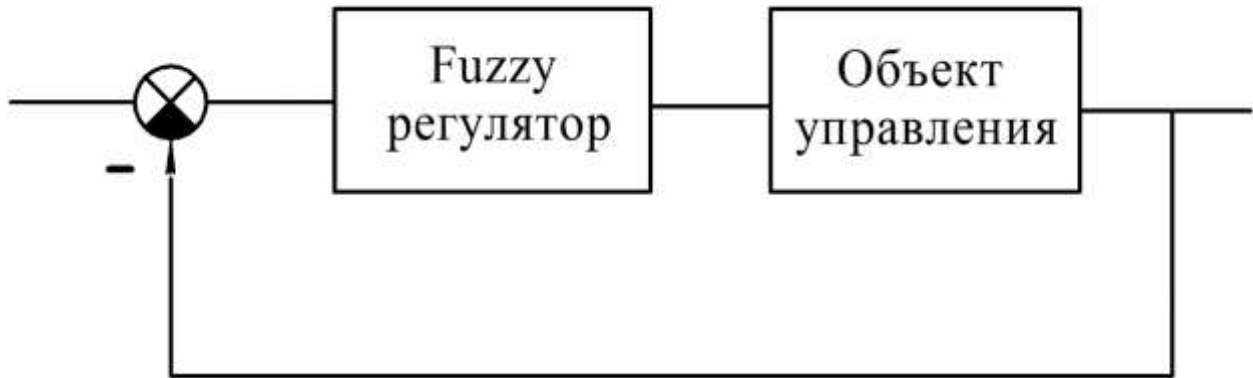 Fuzzy
регулятор
Объект
управления
–